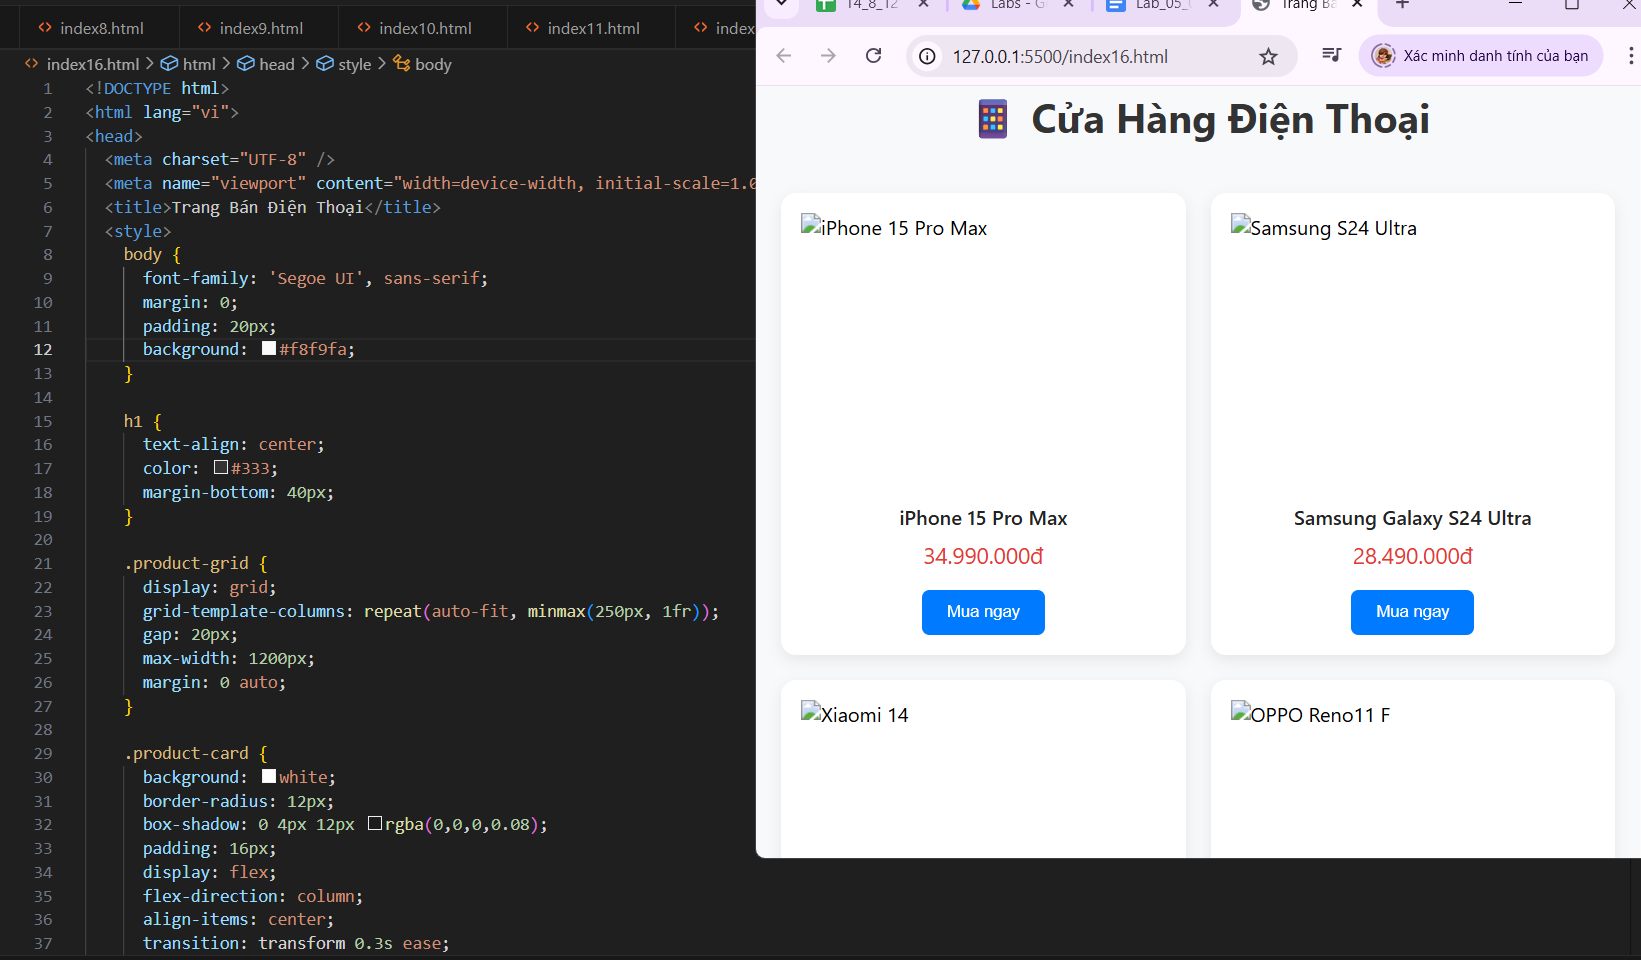 index8.html
index9.html
index10.html
index11.html
index
index16.html > html > head > style > body
1 <!DOCTYPE html>
2 <html lang="vi">
3 <head>
4 <meta charset="UTF-8" />
5 <meta name="viewport" content="width=device-width, initial-scale=1.0
6 <title>Trang Bán Điện Thoại</title>
7 <style>
8 body {
9 font-family: 'Segoe UI', sans-serif;
10 margin: 0;
11 padding: 20px;
12 background: #f8f9fa;
13 }
14
15 h1 {
16 text-align: center;
17 color: #333;
18 margin-bottom: 40px;
19 }
20
21 .product-grid {
22 display: grid;
23 grid-template-columns: repeat(auto-fit, minmax(250px, 1fr));
24 gap: 20px;
25 max-width: 1200px;
26 margin: 0 auto;
27 }
28
29 .product-card {
30 background: white;
31 border-radius: 12px;
32 box-shadow: 0 4px 12px rgba(0,0,0,0.08);
33 padding: 16px;
34 display: flex;
35 flex-direction: column;
36 align-items: center;
37 transition: transform 0.3s ease;
14_8_12
Labs - G
Lab_05_
Trang Bá
127.0.0.1:5500/index16.html
Xác minh danh tính của bạn
Cửa Hàng Điện Thoại
iPhone 15 Pro Max
Samsung S24 Ultra
iPhone 15 Pro Max
Samsung Galaxy S24 Ultra
34.990.000đ
28.490.000đ
Mua ngay
Mua ngay
Xiaomi 14
OPPO Reno11 F